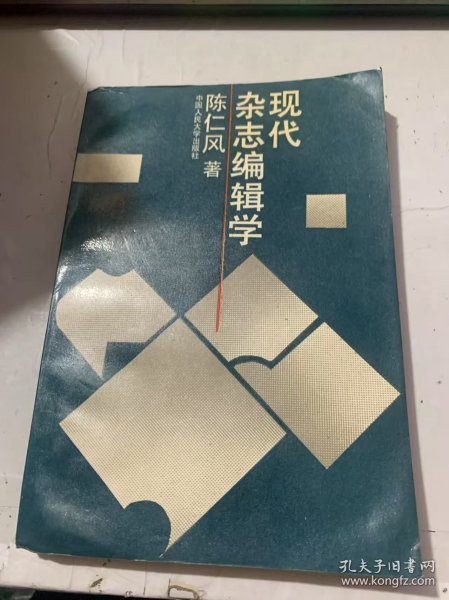 现代
杂志编辑学
陈仁风 著
中国人民大学出版社
孔夫子旧书网
www.kongfz.com